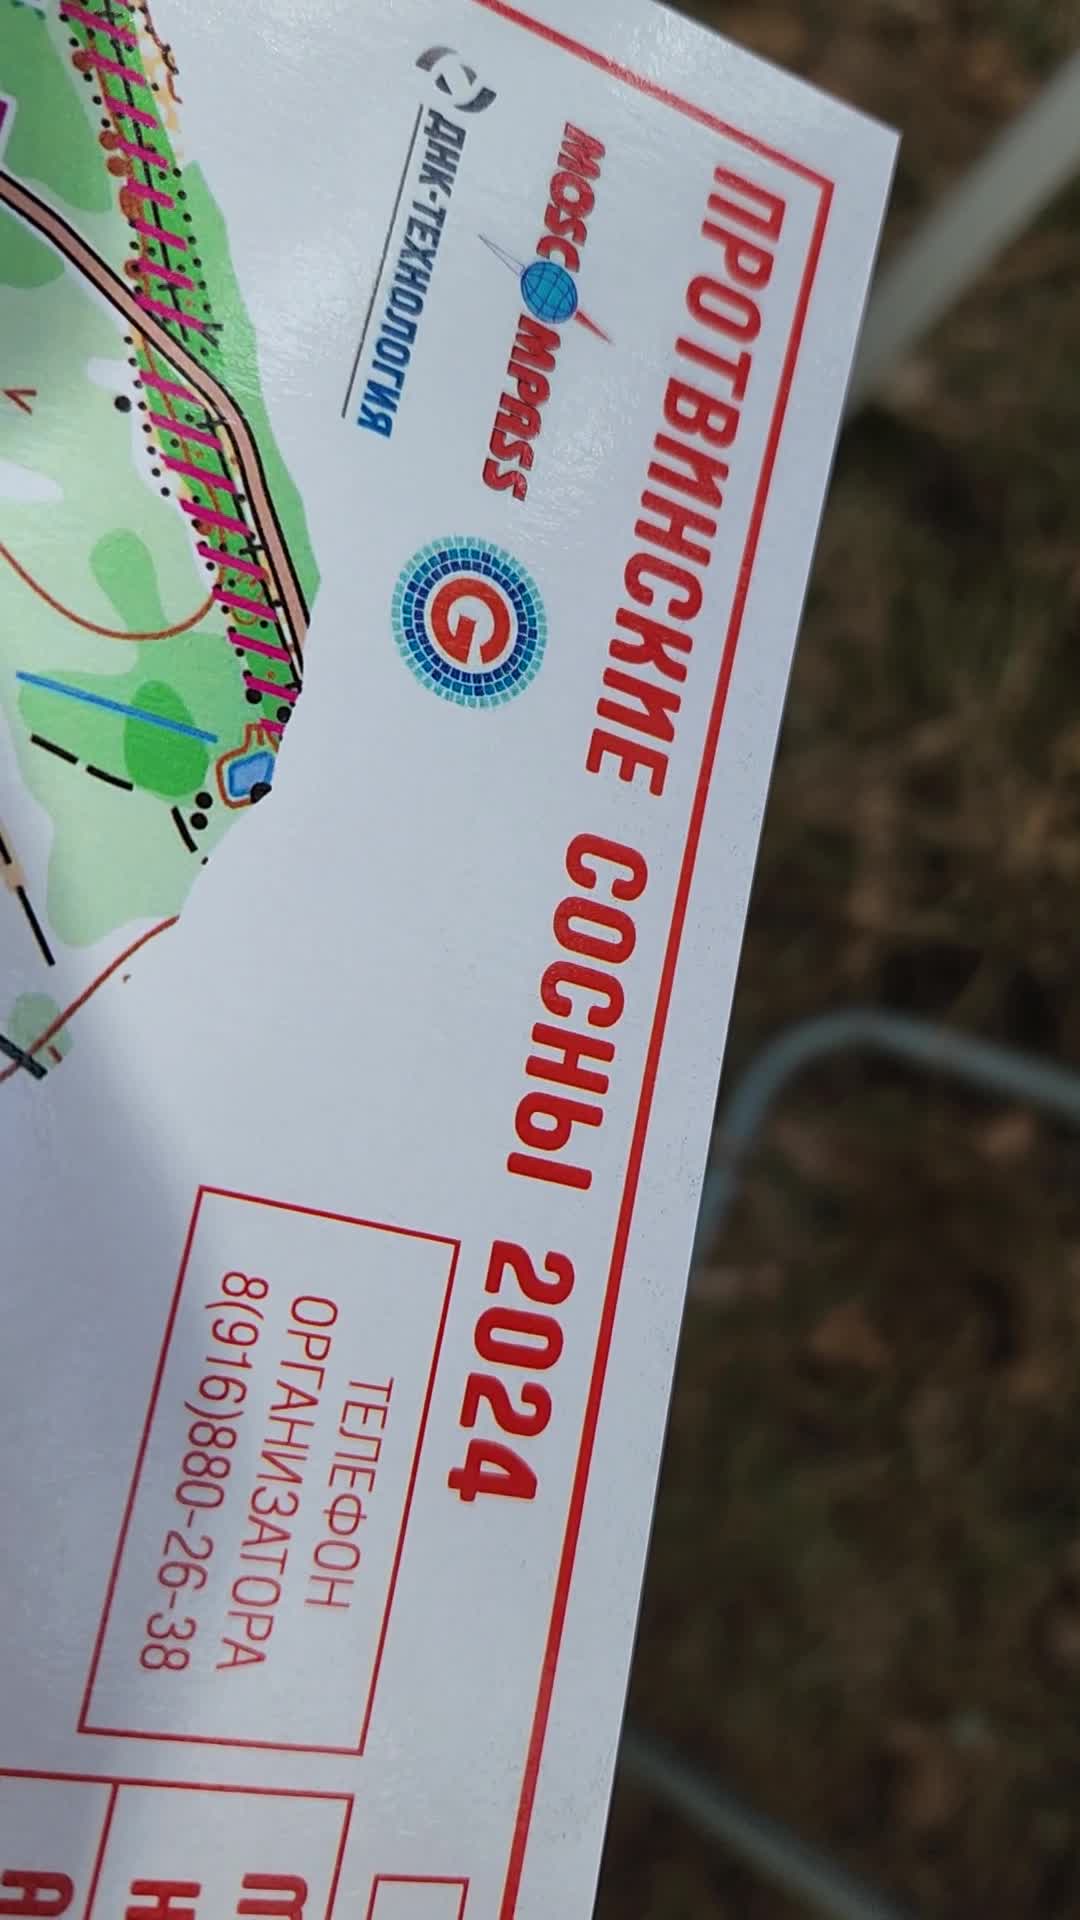 ПРОТВИНСКИЕ СОСНЫ 2024
MOSCOMPASS
G
ДНК-ТЕХНОЛОГИЯ
ТЕЛЕФОН
ОРГАНИЗАТОРА
8(916)880-26-38